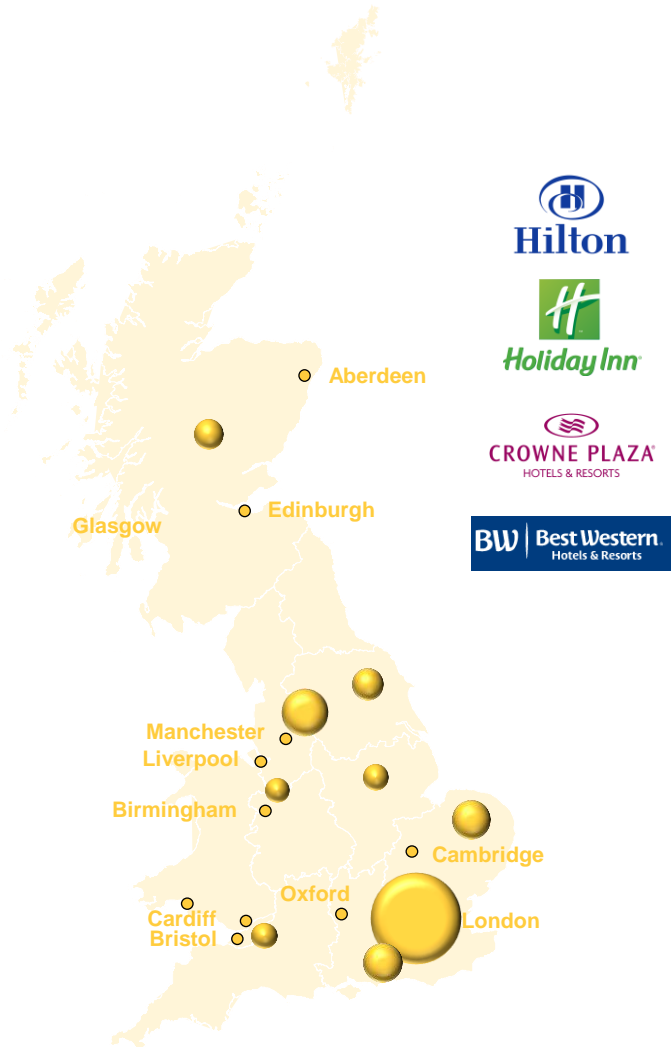 Hilton
H
Holiday Inn
Aberdeen
CROWNE PLAZA
HOTELS & RESORTS
Edinburgh
Glasgow
BW Best Western.
Hotels & Resorts
Manchester
Liverpool
Birmingham
Cambridge
Oxford
Cardiff
London
Bristol